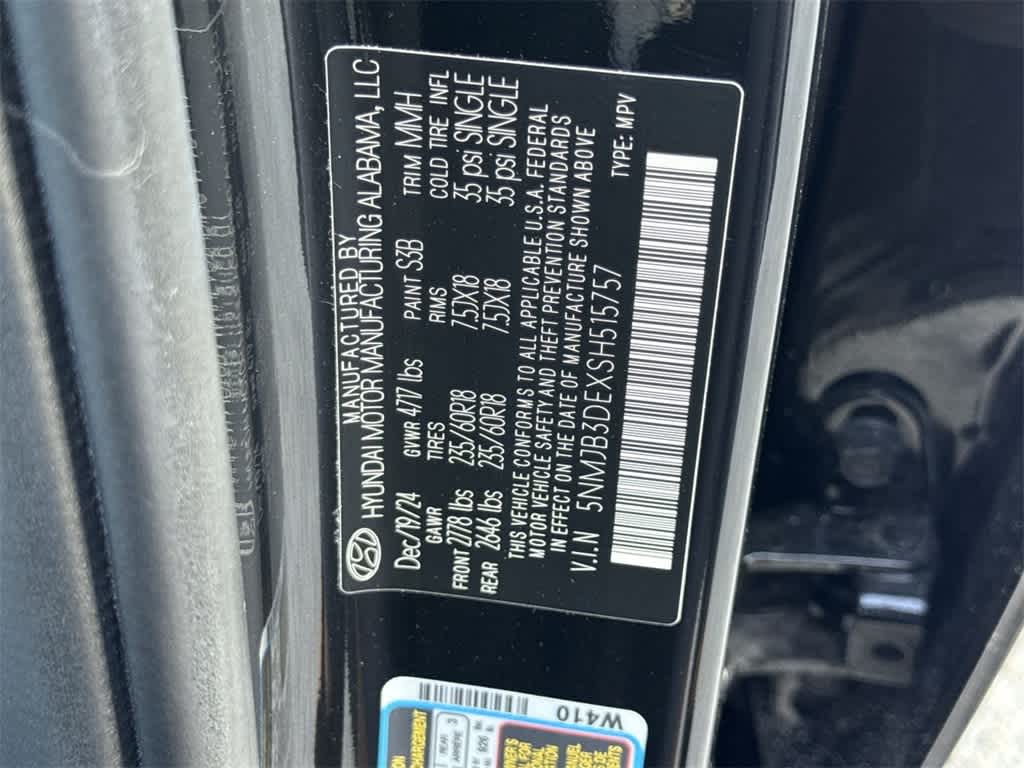 MANUFACTURED BY
HYUNDAI MOTOR MANUFACTURING ALABAMA, LLC
Dec/19/24 GVWR 4717 lbs PAINT S3B TRIM MMH
GAWR TIRES RIMS COLD TIRE INFL
FRONT 2778 lbs 235/60R18 7.5JX18 35 psi SINGLE
REAR 2646 lbs 235/60R18 7.5JX18 35 psi SINGLE
THIS VEHICLE CONFORMS TO ALL APPLICABLE U.S.A. FEDERAL
MOTOR VEHICLE SAFETY AND THEFT PREVENTION STANDARDS
IN EFFECT ON THE DATE OF MANUFACTURE SHOWN ABOVE
V.I.N 5NMJB3DEXSH515757 TYPE: MPV
W410
REAR
ARRIÈRE 3